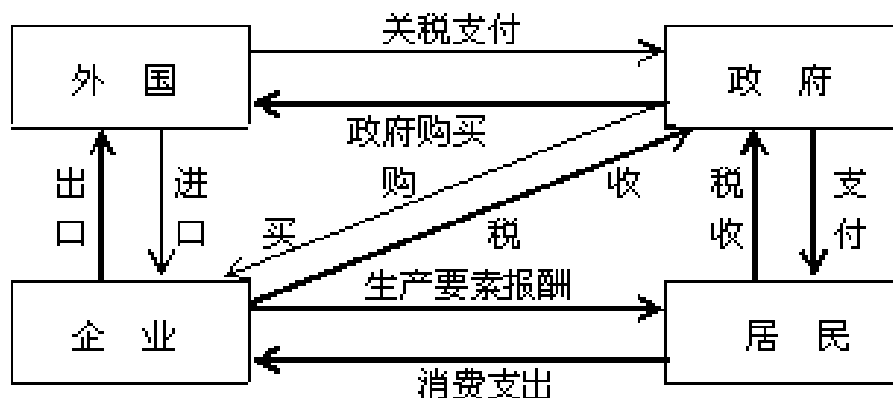 关税支付
外 国
政 府
政府购买
出口
进口
购买
税收
税收
支付
生产要素报酬
企 业
居 民
消费支出